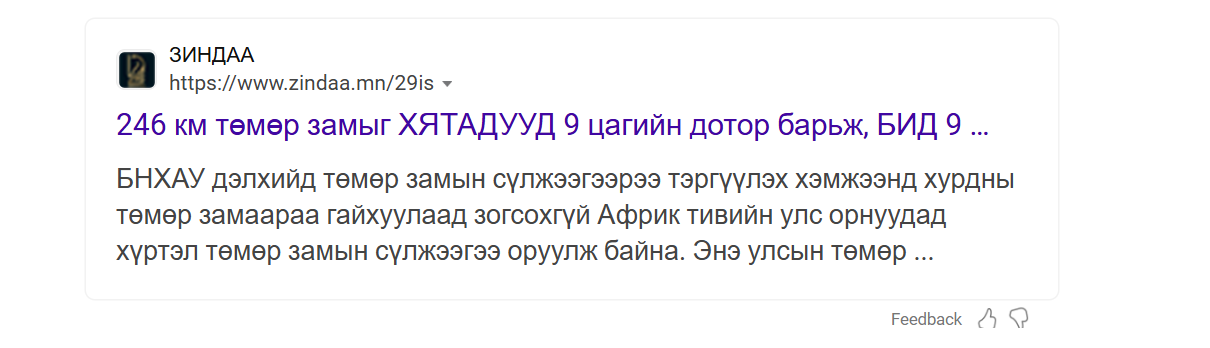 ЗИНДАА
https://www.zindaa.mn/29is
246 км төмөр замыг ХЯТАДУУД 9 цагийн дотор барьж, БИД 9 ...
БНХАУ дэлхийд төмөр замын сүлжээгээрээ тэргүүлэх хэмжээнд хурдны
төмөр замаараа гайхуулаад зогсохгүй Африк тивийн улс орнуудад
хүртэл төмөр замын сүлжээгээ оруулж байна. Энэ улсын төмөр ...
Feedback